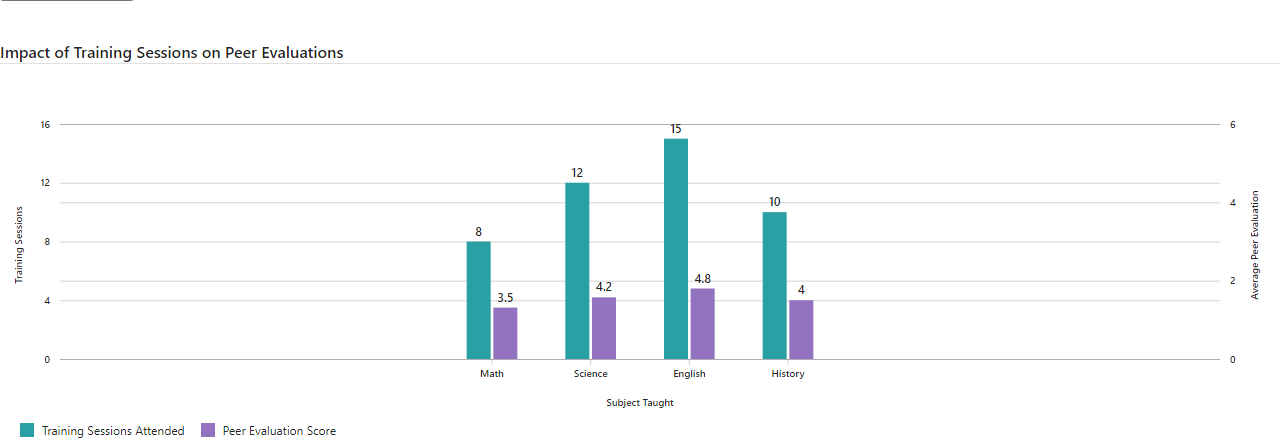 Impact of Training Sessions on Peer Evaluations
16
12
8
4
0
Training Sessions
6
4
2
0
Average Peer Evaluation
8
3.5
12
4.2
15
4.8
10
4
Math Science English History
Subject Taught
Training Sessions Attended Peer Evaluation Score